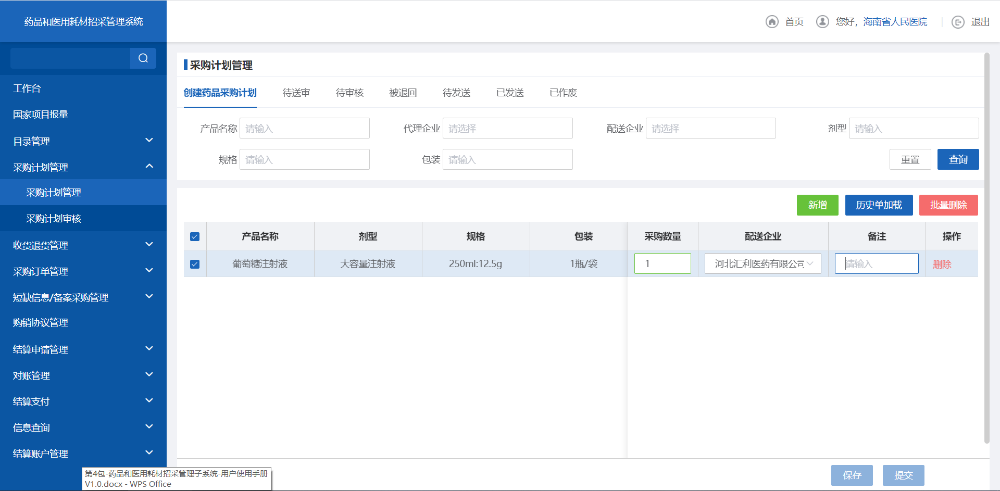 药品和医用耗材招采管理系统
首页
您好，海南省人民医院
退出
工作台
国家项目报量
目录管理
采购计划管理
采购计划管理
采购计划审核
收货退货管理
采购订单管理
短缺信息/备案采购管理
购销协议管理
结算申请管理
对账管理
结算支付
信息查询
结算账户管理
采购计划管理
创建药品采购计划 待送审 待审核 被退回 待发送 已发送 已作废
产品名称 请输入 代理企业 请选择 配送企业 请选择 剂型 请输入
规格 请输入 包装 请输入 重置 查询
新增 历史单加载 批量删除
产品名称 剂型 规格 包装 采购数量 配送企业 备注 操作
葡萄糖注射液 大容量注射液 250ml:12.5g 1瓶/袋 1 河北汇利医药有限公司 请输入 删除
保存 提交
第4包-药品和医用耗材招采管理子系统-用户使用手册
V1.0.docx - WPS Office